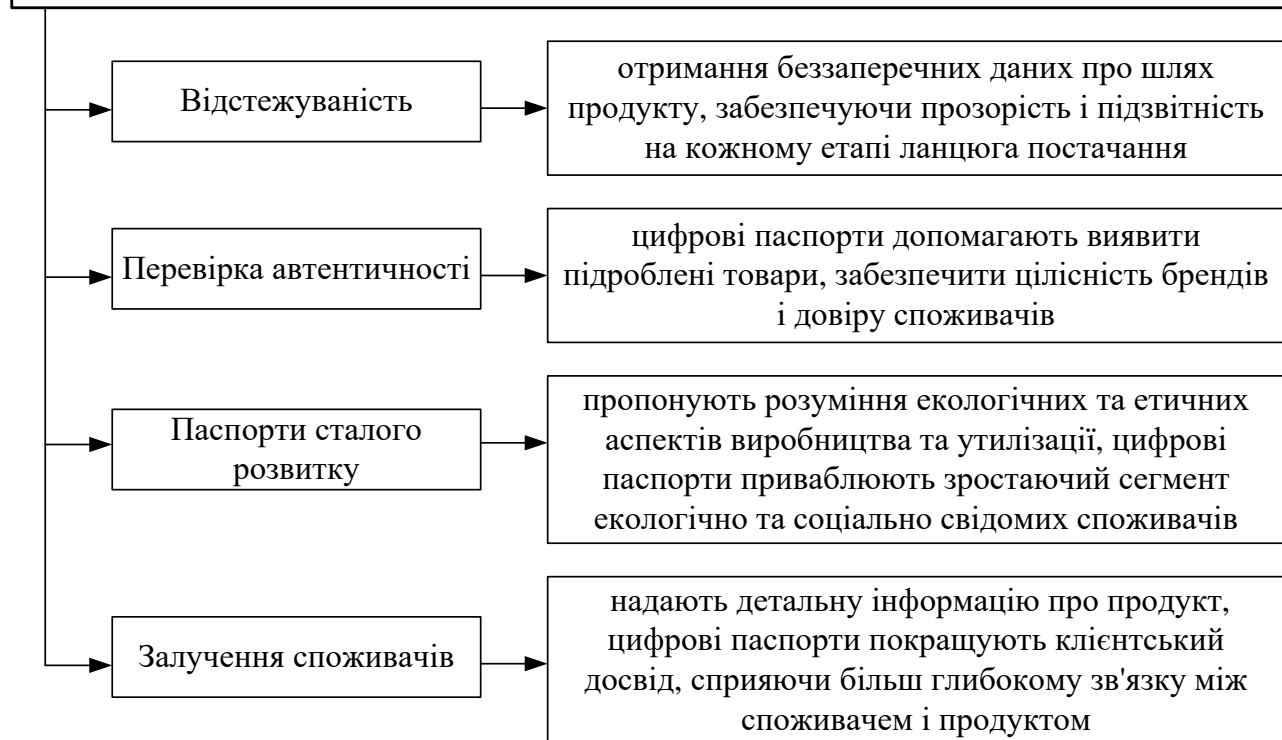 Відстежуваність
отримання беззаперечних даних про шлях
продукту, забезпечуючи прозорість і підзвітність
на кожному етапі ланцюга постачання
Перевірка автентичності
цифрові паспорти допомагають виявити
підроблені товари, забезпечити цілісність брендів
і довіру споживачів
Паспорти сталого
розвитку
пропонують розуміння екологічних та етичних
аспектів виробництва та утилізації, цифрові
паспорти приваблюють зростаючий сегмент
екологічно та соціально свідомих споживачів
Залучення споживачів
надають детальну інформацію про продукт,
цифрові паспорти покращують клієнтський
досвід, сприяючи більш глибокому зв'язку між
споживачем і продуктом